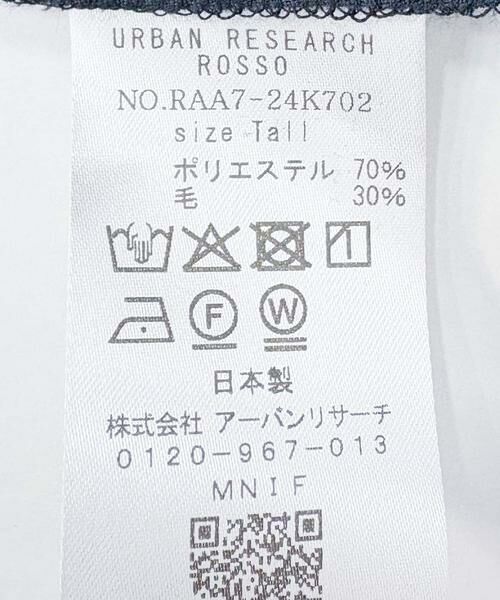 URBAN RESEARCH
ROSSO
NO.RAA7-24K702
size Tall
ポリエステル 70%
毛 30%
F W
日本製
株式会社 アーバンリサーチ
0120-967-013
MNIF